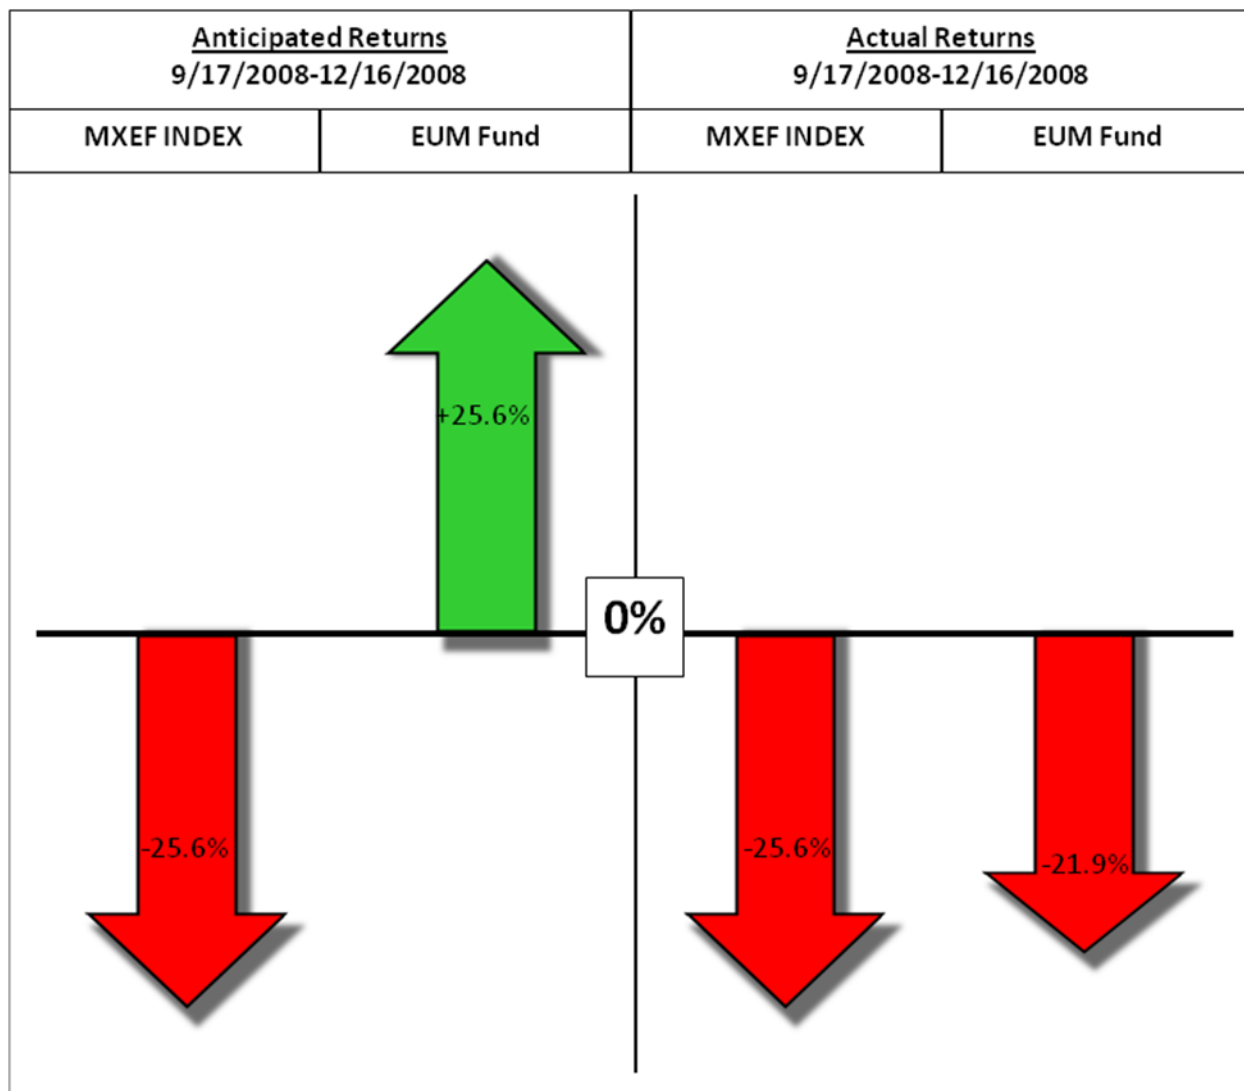 Anticipated Returns
9/17/2008-12/16/2008
Actual Returns
9/17/2008-12/16/2008
MXEF INDEX
EUM Fund
MXEF INDEX
EUM Fund
+25.6%
0%
-25.6%
-25.6%
-21.9%